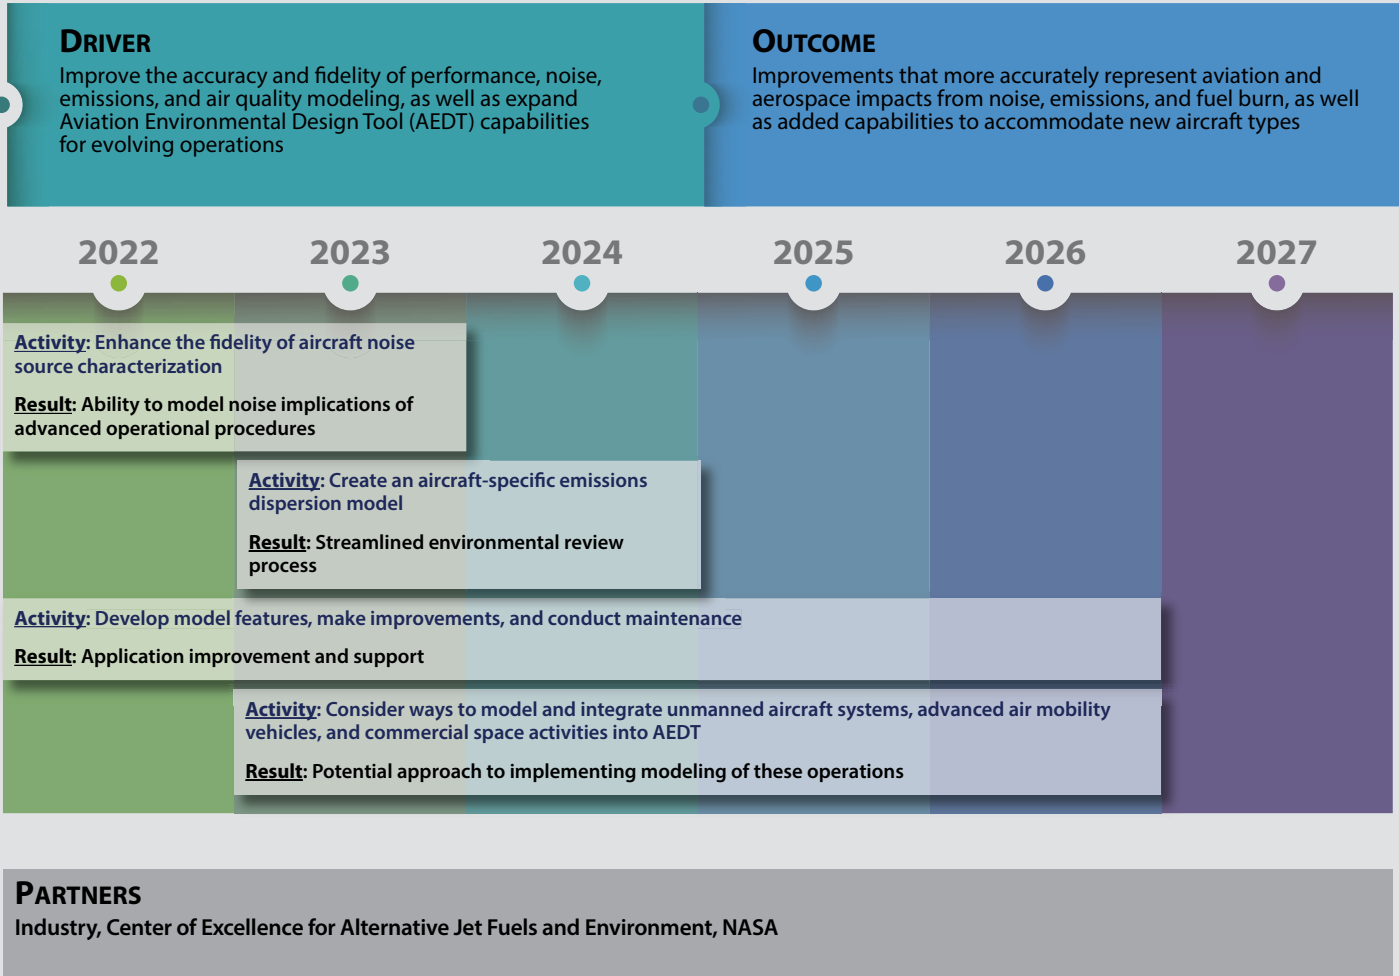 DRIVER
Improve the accuracy and fidelity of performance, noise,
emissions, and air quality modeling, as well as expand
Aviation Environmental Design Tool (AEDT) capabilities
for evolving operations
OUTCOME
Improvements that more accurately represent aviation and
aerospace impacts from noise, emissions, and fuel burn, as well
as added capabilities to accommodate new aircraft types
2022 2023 2024 2025 2026 2027
Activity: Enhance the fidelity of aircraft noise
source characterization
Result: Ability to model noise implications of
advanced operational procedures
Activity: Create an aircraft-specific emissions
dispersion model
Result: Streamlined environmental review
process
Activity: Develop model features, make improvements, and conduct maintenance
Result: Application improvement and support
Activity: Consider ways to model and integrate unmanned aircraft systems, advanced air mobility
vehicles, and commercial space activities into AEDT
Result: Potential approach to implementing modeling of these operations
PARTNERS
Industry, Center of Excellence for Alternative Jet Fuels and Environment, NASA